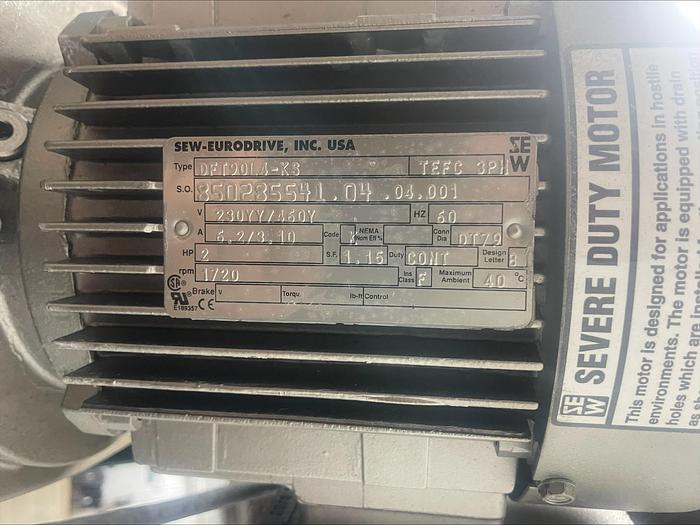 SEW-EURODRIVE, INC. USA
SEW
Type DFT90L4-KS TEFC 3PH
S.O. 850285541.04 .04.001
V 230YY/460Y HZ 60
A 6.2/3.10 Code NEMA Nom Eff % Conn Dia DT79
HP 2 S.F. 1.15 Duty CONT Design Letter B
rpm 1720 Ins Class F Maximum Ambient 40 °C
Brake V Torqu. lb-ft Control
E189357 CE
SEW SEVERE DUTY MOTOR
This motor is designed for applications in hostile
environments. The motor is equipped with drain
holes which are